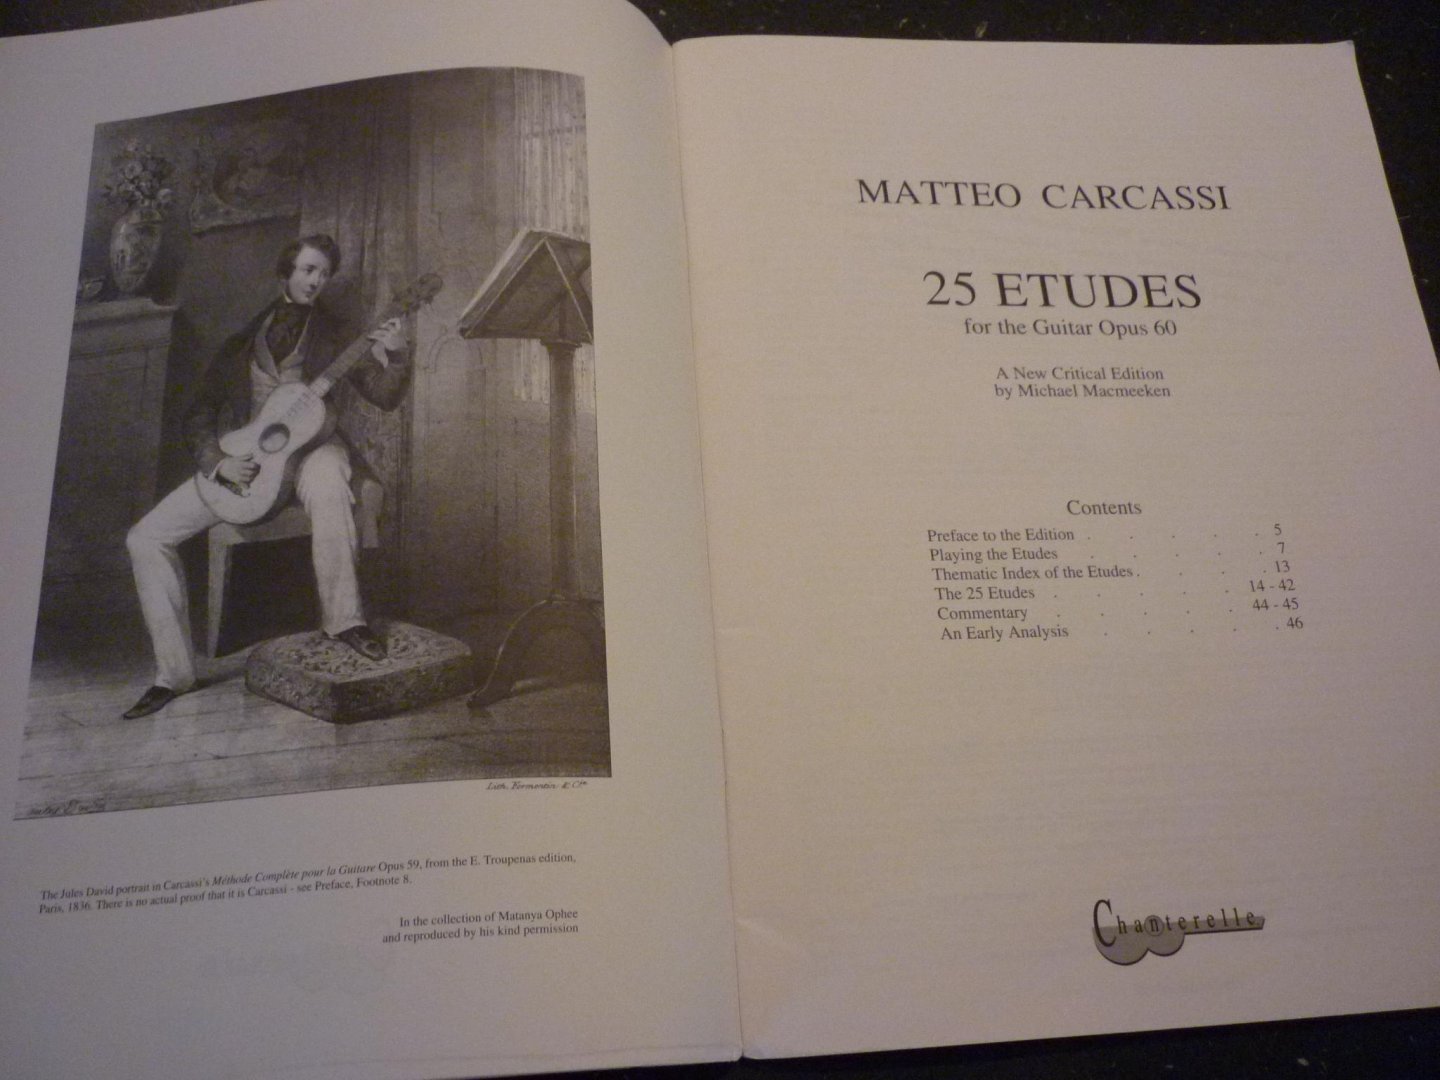 Lith. Formentin & Cie.
The Jules David portrait in Carcassi's Méthode Complète pour la Guitare Opus 59, from the E. Troupenas edition,
Paris, 1836. There is no actual proof that it is Carcassi - see Preface, Footnote 8.
In the collection of Matanya Ophee
and reproduced by his kind permission
MATTEO CARCASSI
25 ETUDES
for the Guitar Opus 60
A New Critical Edition
by Michael Macmeeken
Contents
Preface to the Edition . . . . . 5
Playing the Etudes . . . . . 7
Thematic Index of the Etudes . . . . 13
The 25 Etudes . . . . . 14 - 42
Commentary . . . . . 44 - 45
An Early Analysis . . . . . 46
Chanterelle